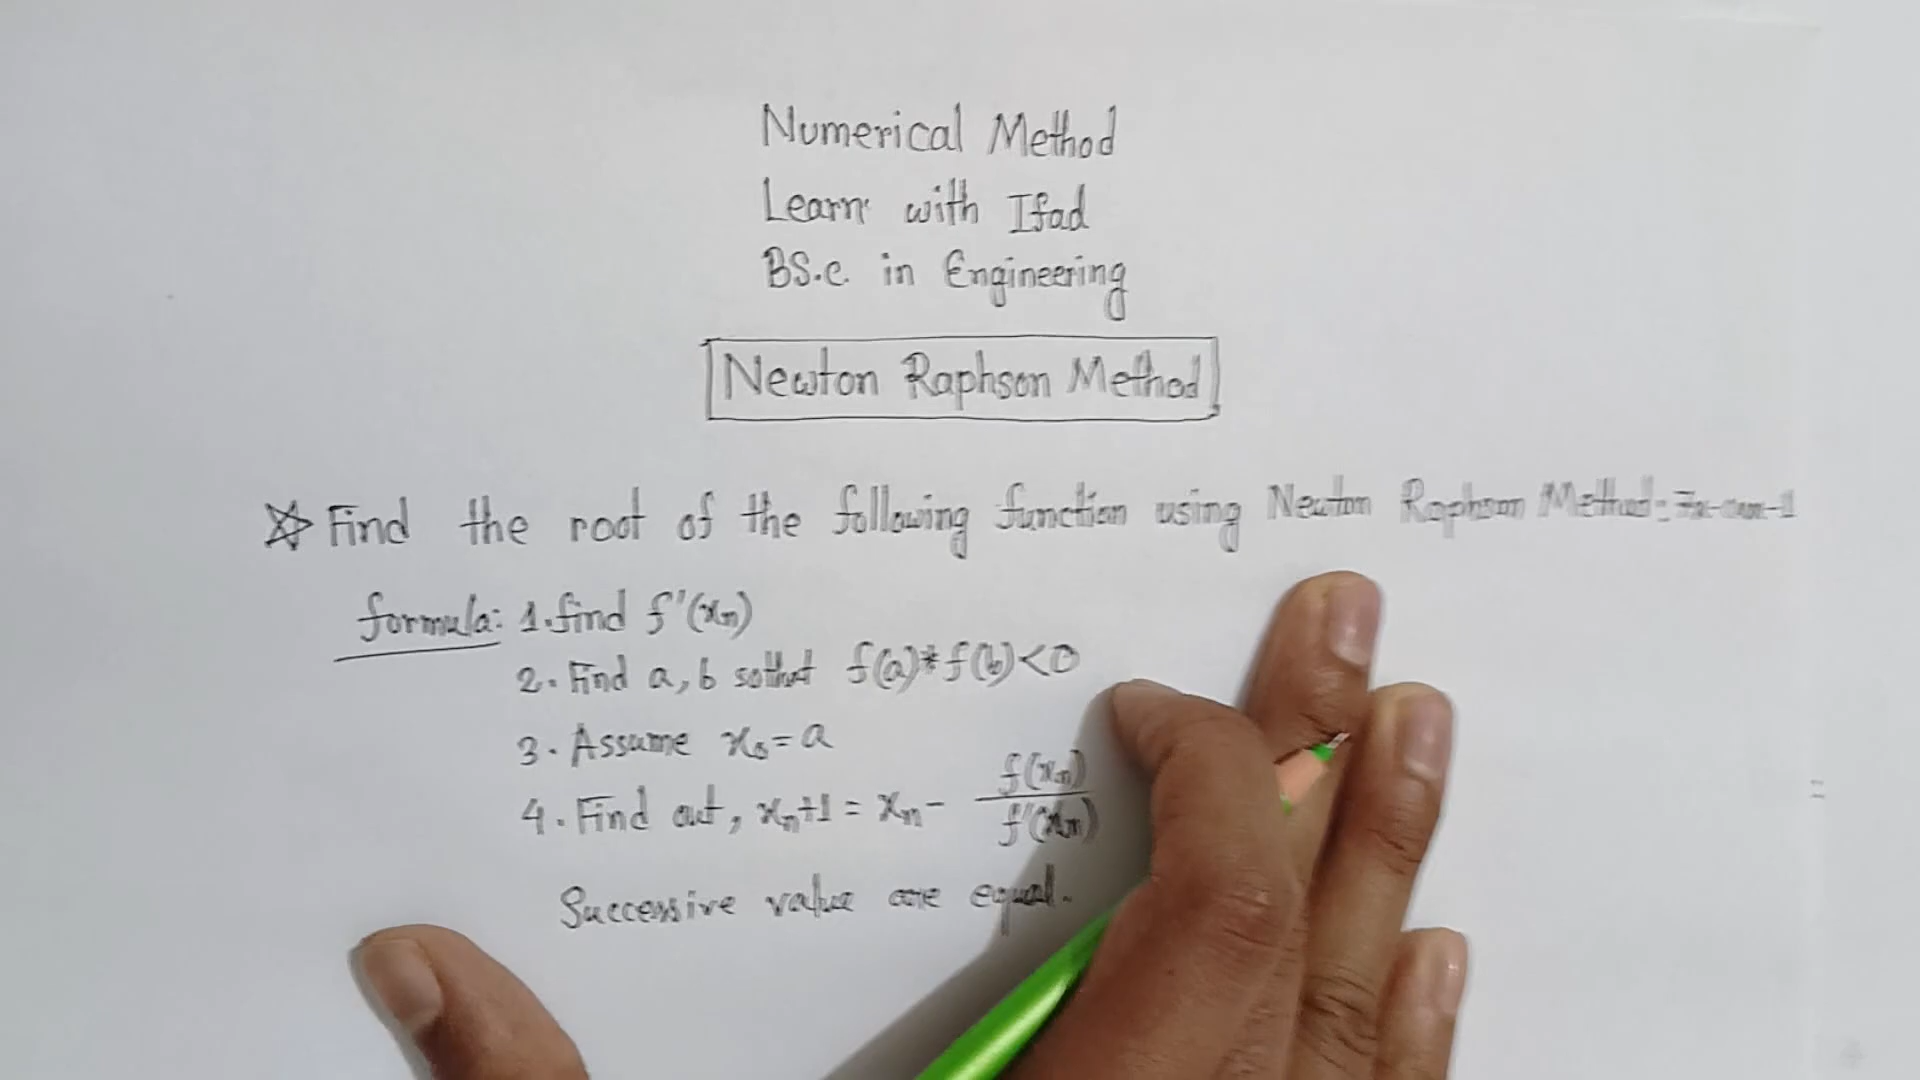 Numerical Method
Learn with Ifad
BS.c. in Engineering
Newton Raphson Method
Find the root of the following function using Newton Raphson Method:
formula: 1. find f'(xn)
2. Find a, b so that f(a)*f(b)<0
3. Assume x₀ = a
4. Find out, xn+1 = xn - f(xn)/f'(xn)
Successive value are equal.